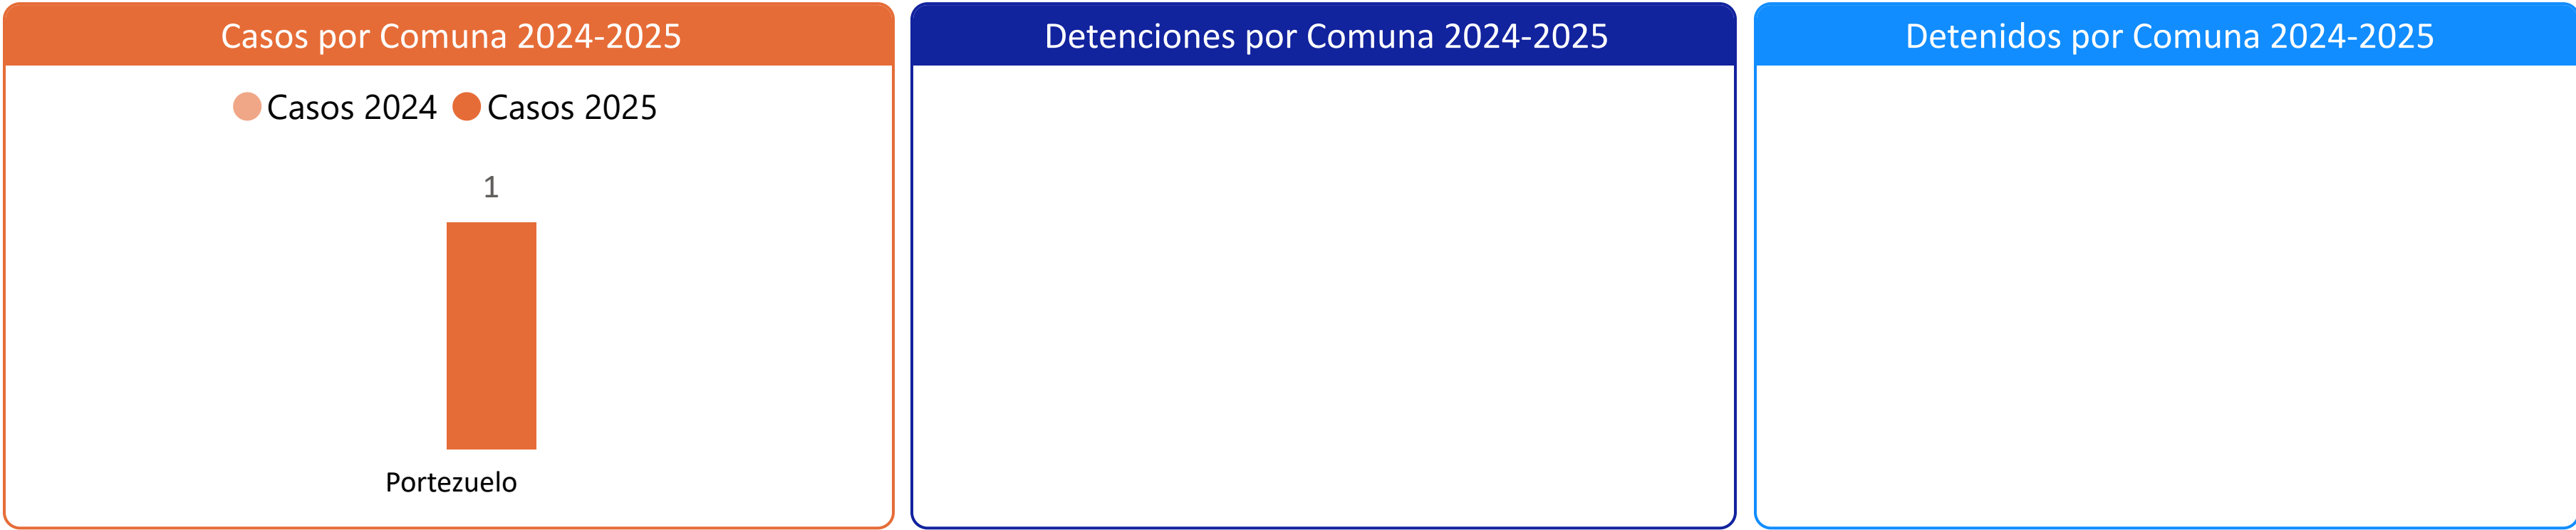 Casos por Comuna 2024-2025
Casos 2024 Casos 2025
1
Portezuelo
Detenciones por Comuna 2024-2025
Detenidos por Comuna 2024-2025